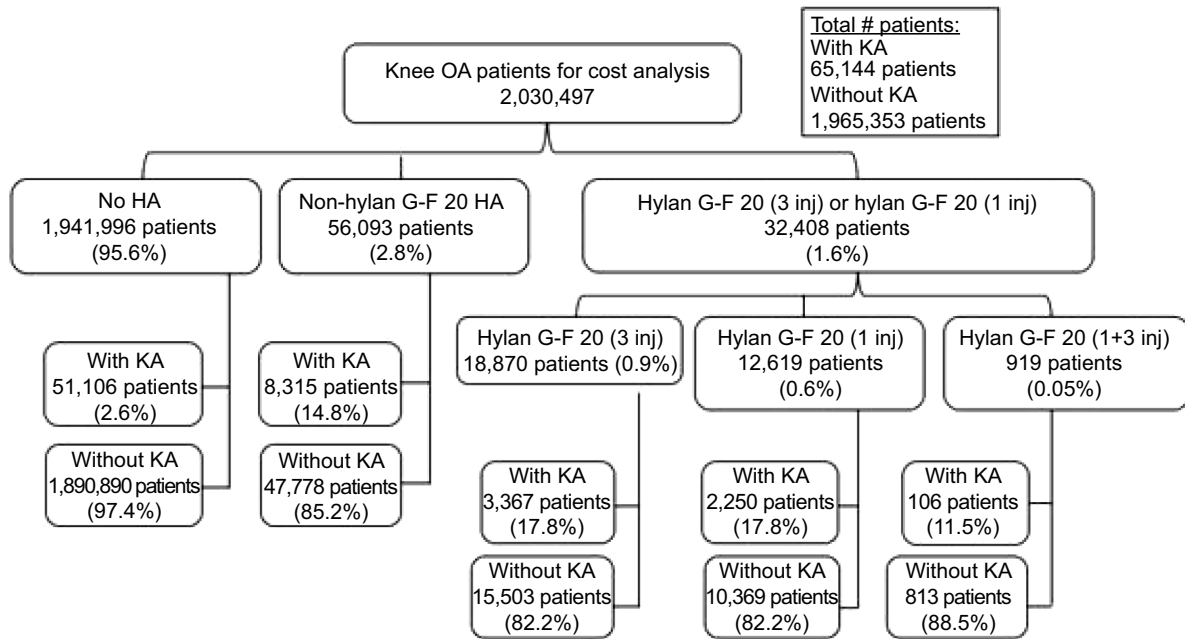 Total # patients:
With KA
65,144 patients
Without KA
1,965,353 patients
Knee OA patients for cost analysis
2,030,497
No HA
1,941,996 patients
(95.6%)
Non-hylan G-F 20 HA
56,093 patients
(2.8%)
Hylan G-F 20 (3 inj) or hylan G-F 20 (1 inj)
32,408 patients
(1.6%)
Hylan G-F 20 (3 inj)
18,870 patients (0.9%)
Hylan G-F 20 (1 inj)
12,619 patients
(0.6%)
Hylan G-F 20 (1+3 inj)
919 patients
(0.05%)
With KA
51,106 patients
(2.6%)
Without KA
1,890,890 patients
(97.4%)
With KA
8,315 patients
(14.8%)
Without KA
47,778 patients
(85.2%)
With KA
3,367 patients
(17.8%)
Without KA
15,503 patients
(82.2%)
With KA
2,250 patients
(17.8%)
Without KA
10,369 patients
(82.2%)
With KA
106 patients
(11.5%)
Without KA
813 patients
(88.5%)